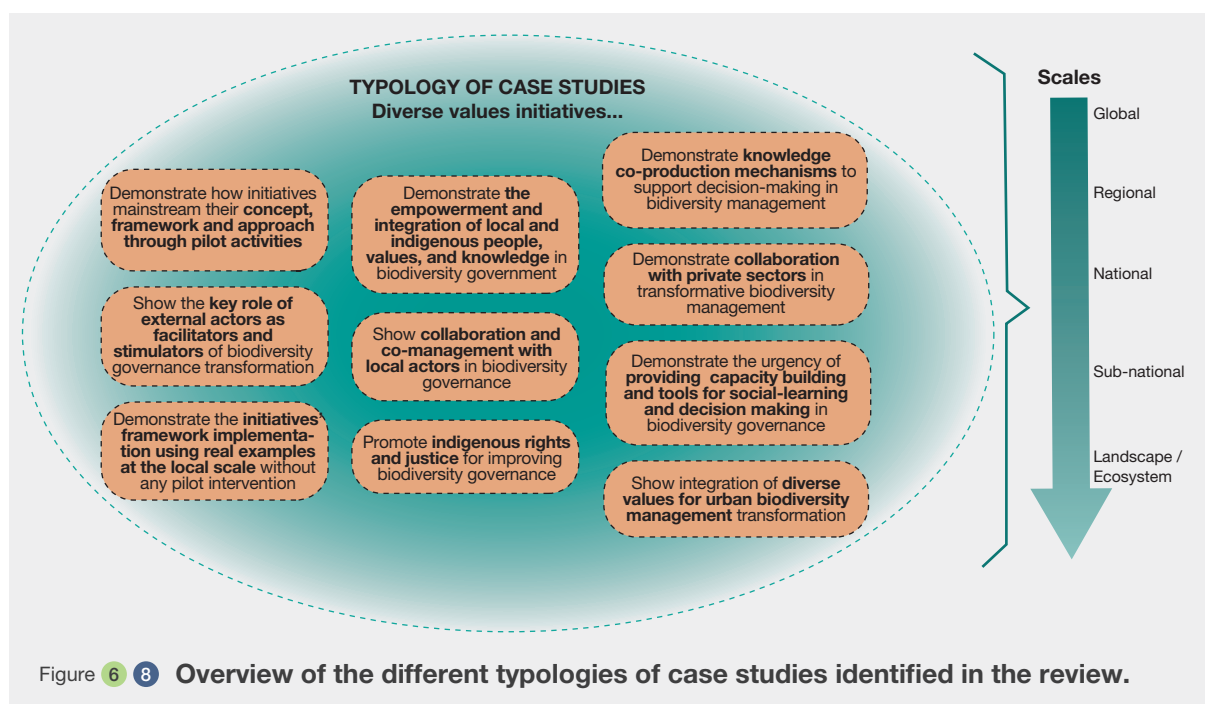 TYPOLOGY OF CASE STUDIES
Diverse values initiatives...
Demonstrate how initiatives
mainstream their concept,
framework and approach
through pilot activities
Show the key role of
external actors as
facilitators and
stimulators of biodiversity
governance transformation
Demonstrate the initiatives'
framework implementa-
tion using real examples
at the local scale without
any pilot intervention
Demonstrate the
empowerment and
integration of local and
indigenous people,
values, and knowledge in
biodiversity government
Show collaboration and
co-management with
local actors in biodiversity
governance
Promote indigenous rights
and justice for improving
biodiversity governance
Demonstrate knowledge
co-production mechanisms to
support decision-making in
bidiversity management
Demonstrate collaboration
with private sectors in
transformative biodiversity
management
Demonstrate the urgency of
providing capacity building
and tools for social-learning
and decision making in
biodiversity governance
Show integration of diverse
values for urban biodiversity
management transformation
Scales
Global
Regional
National
Sub-national
Landscape /
Ecosystem
Figure 6 8 Overview of the different typologies of case studies identified in the review.